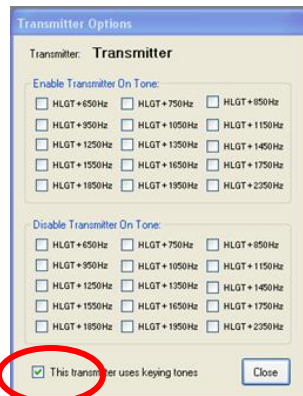 Transmitter Options
Transmitter: Transmitter
Enable Transmitter On Tone:
HLGT+650Hz HLGT+750Hz HLGT+850Hz
HLGT+950Hz HLGT+1050Hz HLGT+1150Hz
HLGT+1250Hz HLGT+1350Hz HLGT+1450Hz
HLGT+1550Hz HLGT+1650Hz HLGT+1750Hz
HLGT+1850Hz HLGT+1950Hz HLGT+2350Hz
Disable Transmitter On Tone:
HLGT+650Hz HLGT+750Hz HLGT+850Hz
HLGT+950Hz HLGT+1050Hz HLGT+1150Hz
HLGT+1250Hz HLGT+1350Hz HLGT+1450Hz
HLGT+1550Hz HLGT+1650Hz HLGT+1750Hz
HLGT+1850Hz HLGT+1950Hz HLGT+2350Hz
This transmitter uses keying tones Close